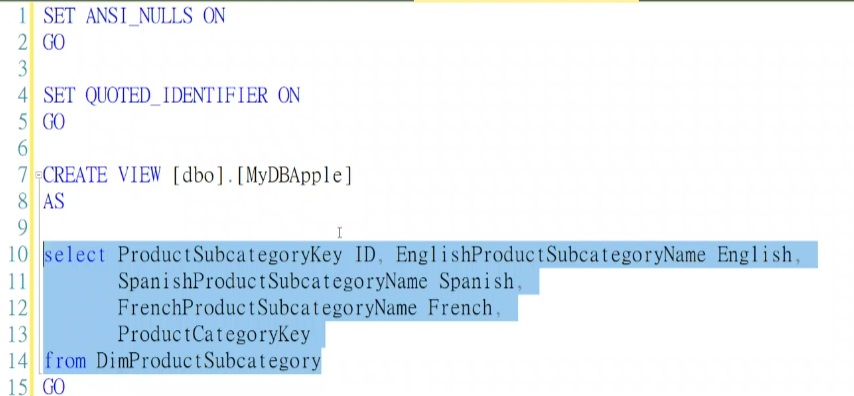 1 SET ANSI_NULLS ON
2 GO
3
4 SET QUOTED_IDENTIFIER ON
5 GO
6
7 CREATE VIEW [dbo].[MyDBApple]
8 AS
9
10 select ProductSubcategoryKey ID, EnglishProductSubcategoryName English,
11 SpanishProductSubcategoryName Spanish,
12 FrenchProductSubcategoryName French,
13 ProductCategoryKey
14 from DimProductSubcategory
15 GO